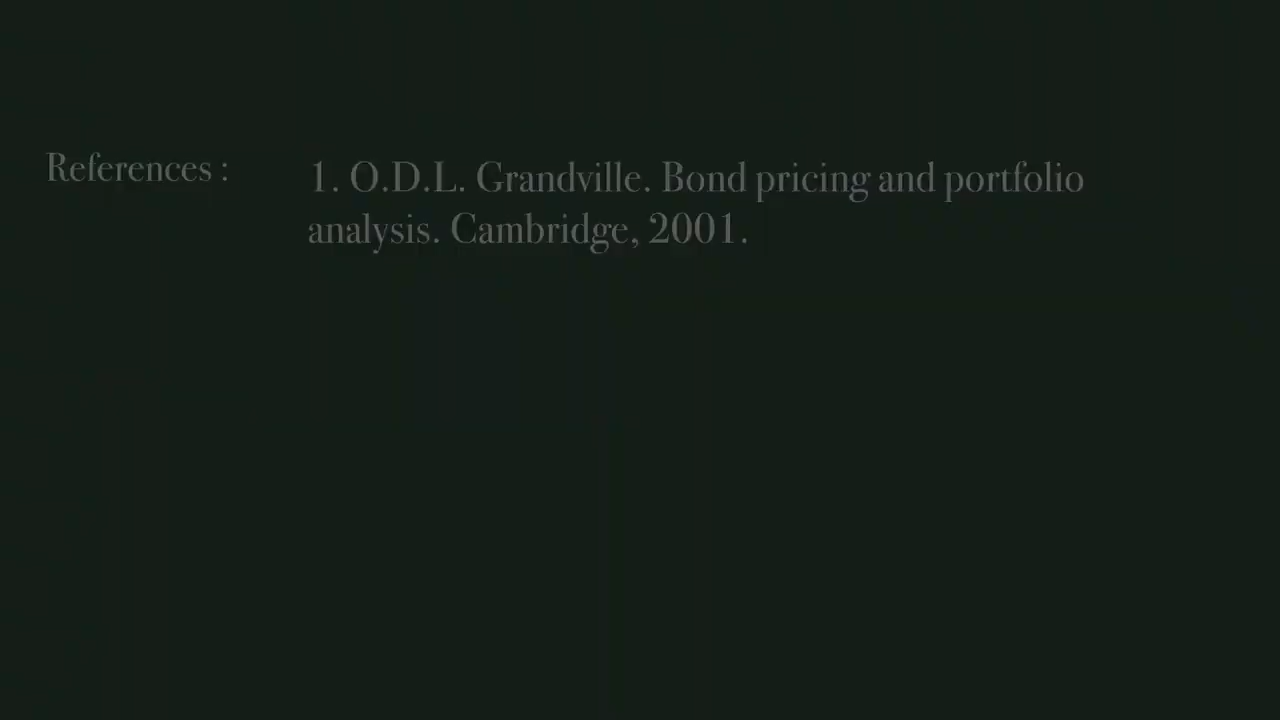 References :
1. O.D.L. Grandville. Bond pricing and portfolio
analysis. Cambridge, 2001.